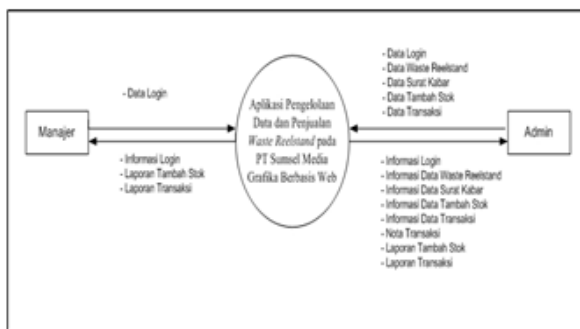 Manajer
- Data Login
- Informasi Login
- Laporan Tambah Stok
- Laporan Transaksi
Aplikasi Pengelolaan
Data dan Penjualan
Waste Reelstand pada
PT Sumsel Media
Grafika Berbasis Web
- Data Login
- Data Waste Reelstand
- Data Surat Kabar
- Data Tambah Stok
- Data Transaksi
Admin
- Informasi Login
- Informasi Data Waste Reelstand
- Informasi Data Surat Kabar
- Informasi Data Tambah Stok
- Informasi Data Transaksi
- Nota Transaksi
- Laporan Tambah Stok
- Laporan Transaksi